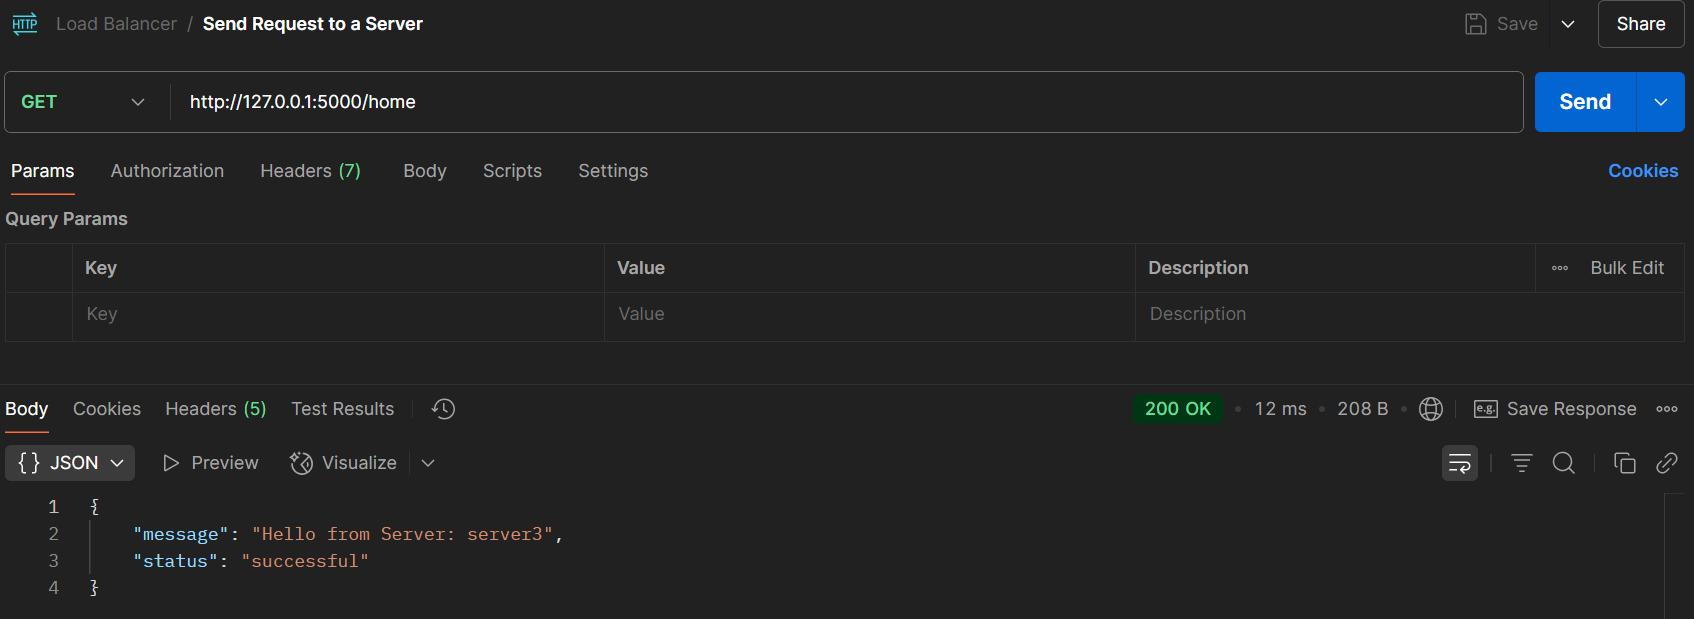 HTTP Load Balancer / Send Request to a Server Save Share
GET http://127.0.0.1:5000/home Send
Params Authorization Headers (7) Body Scripts Settings Cookies
Query Params
Key Value Description Bulk Edit
Key Value Description
Body Cookies Headers (5) Test Results 200 OK • 12 ms • 208 B • e.g. Save Response
{} JSON Preview Visualize
1 {
2 "message": "Hello from Server: server3",
3 "status": "successful"
4 }